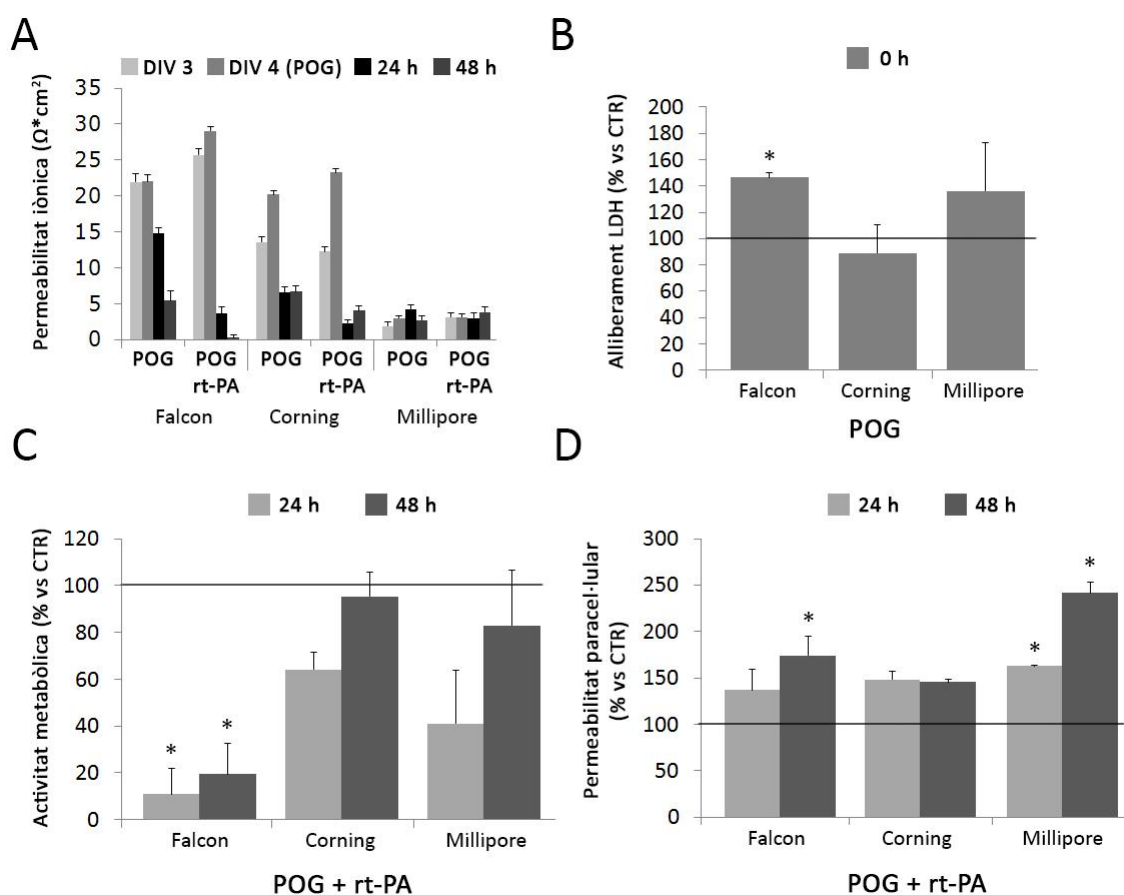 A
DIV 3 DIV 4 (POG) 24 h 48 h
Permeabilitat iònica (Ω*cm²)
35
30
25
20
15
10
5
0
POG POG POG POG POG POG
rt-PA rt-PA rt-PA
Falcon Corning Millipore
B
0 h
Alliberament LDH (% vs CTR)
200
180
160
140
120
100
80
60
40
20
0
*
Falcon Corning Millipore
POG
C
24 h 48 h
Activitat metabòlica (% vs CTR)
120
100
80
60
40
20
0
* *
Falcon Corning Millipore
POG + rt-PA
D
24 h 48 h
Permeabilitat paracel·lular
(% vs CTR)
300
250
200
150
100
50
0
* * *
Falcon Corning Millipore
POG + rt-PA